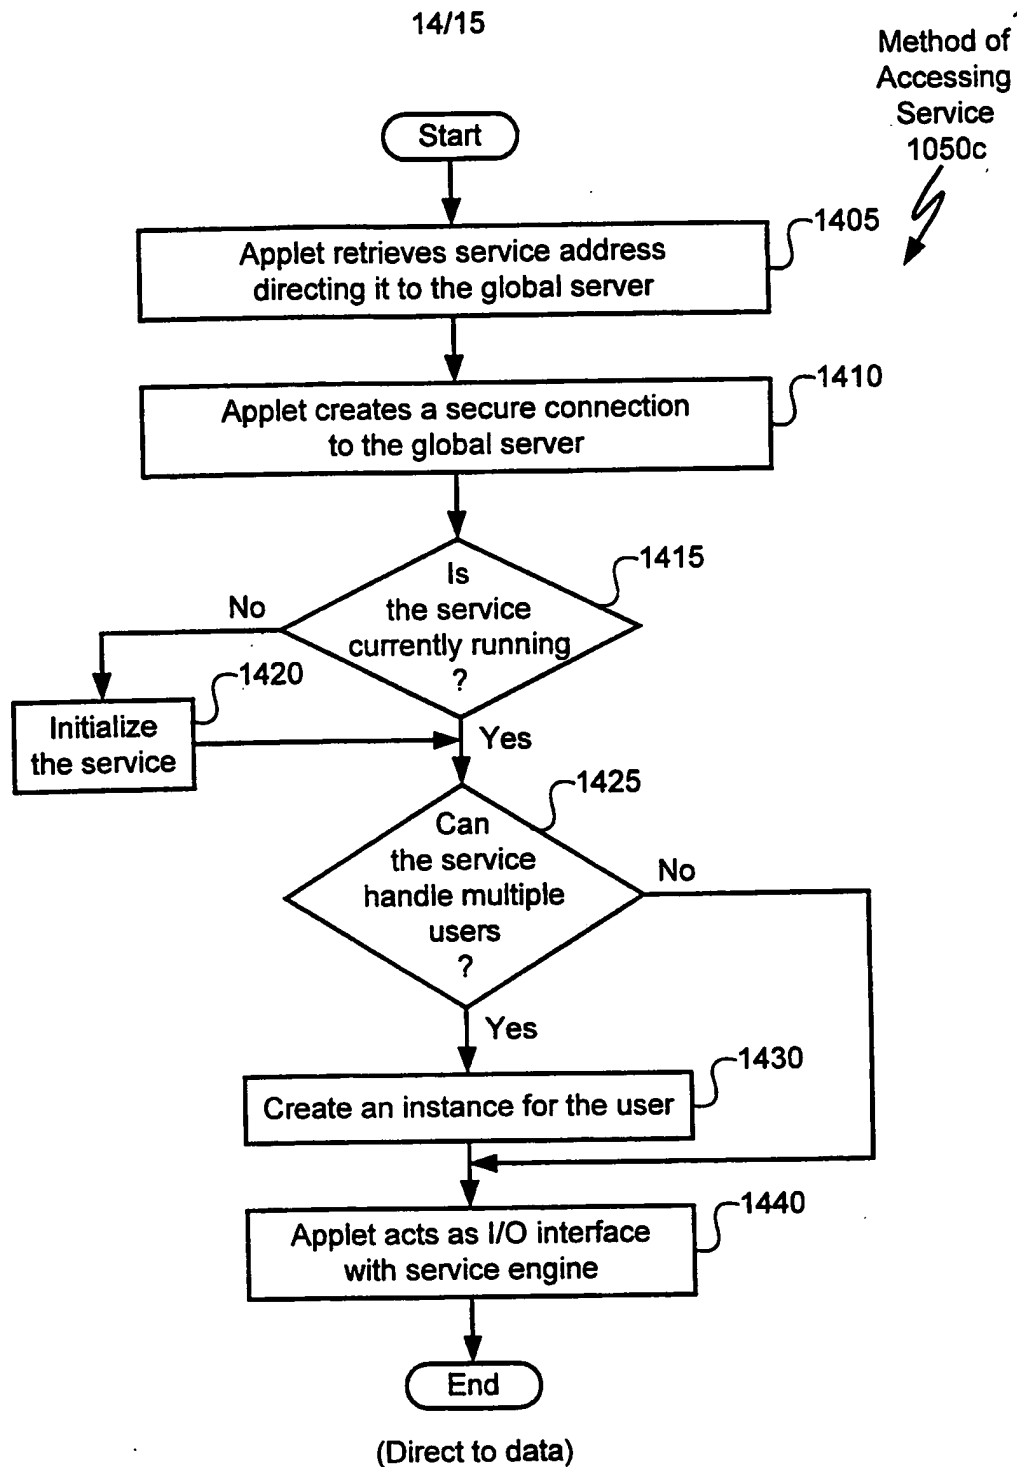 14/15
Method of
Accessing
Service
1050c
Start
1405
Applet retrieves service address
directing it to the global server
1410
Applet creates a secure connection
to the global server
1415
Is
the service
currently running
?
No
1420
Initialize
the service
Yes
1425
Can
the service
handle multiple
users
?
No
Yes
1430
Create an instance for the user
1440
Applet acts as I/O interface
with service engine
End
(Direct to data)